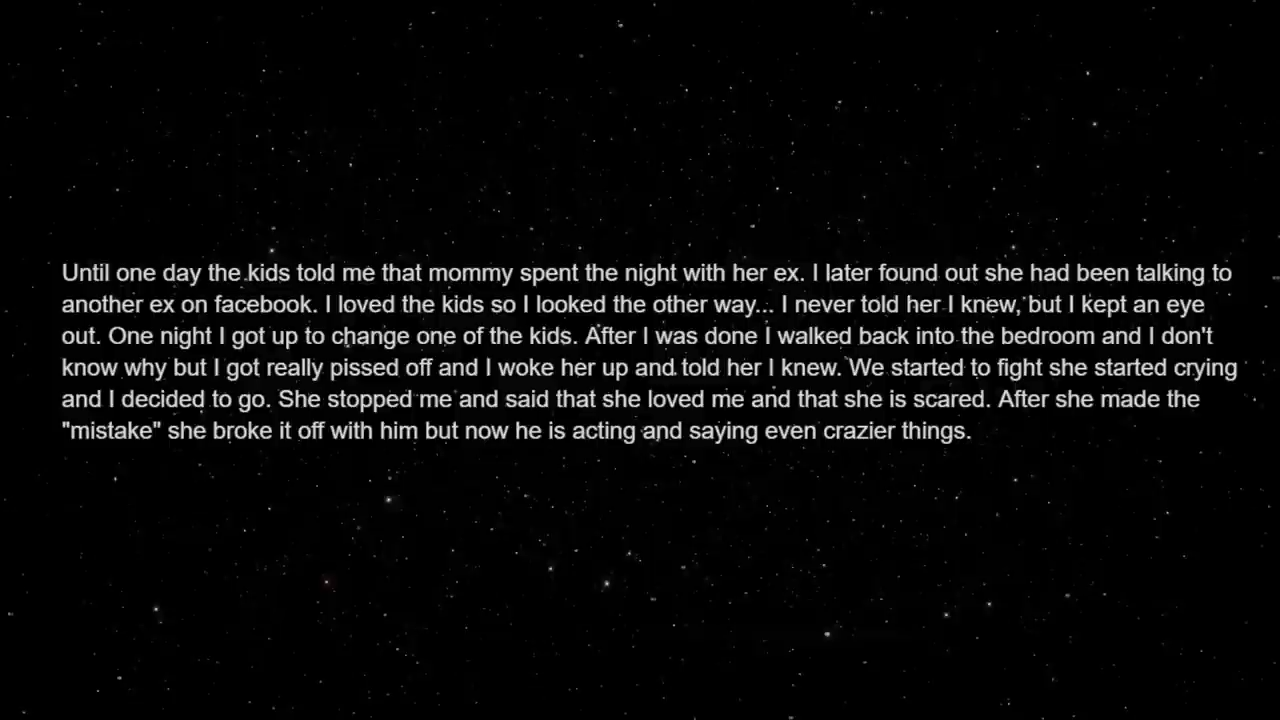 Until one day the kids told me that mommy spent the night with her ex. I later found out she had been talking to
another ex on facebook. I loved the kids so I looked the other way... I never told her I knew, but I kept an eye
out. One night I got up to change one of the kids. After I was done I walked back into the bedroom and I don't
know why but I got really pissed off and I woke her up and told her I knew. We started to fight she started crying
and I decided to go. She stopped me and said that she loved me and that she is scared. After she made the
"mistake" she broke it off with him but now he is acting and saying even crazier things.